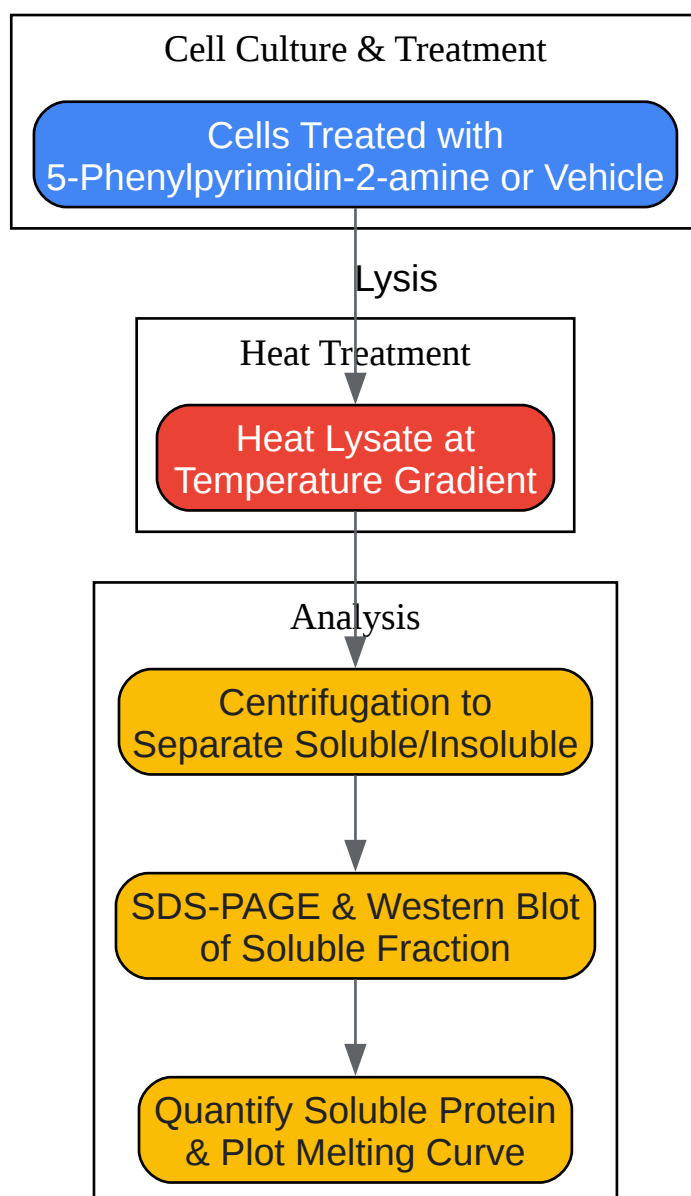 Cell Culture & Treatment
Cells Treated with
5-Phenylpyrimidin-2-amine or Vehicle
Lysis
Heat Treatment
Heat Lysate at
Temperature Gradient
Analysis
Centrifugation to
Separate Soluble/Insoluble
SDS-PAGE & Western Blot
of Soluble Fraction
Quantify Soluble Protein
& Plot Melting Curve